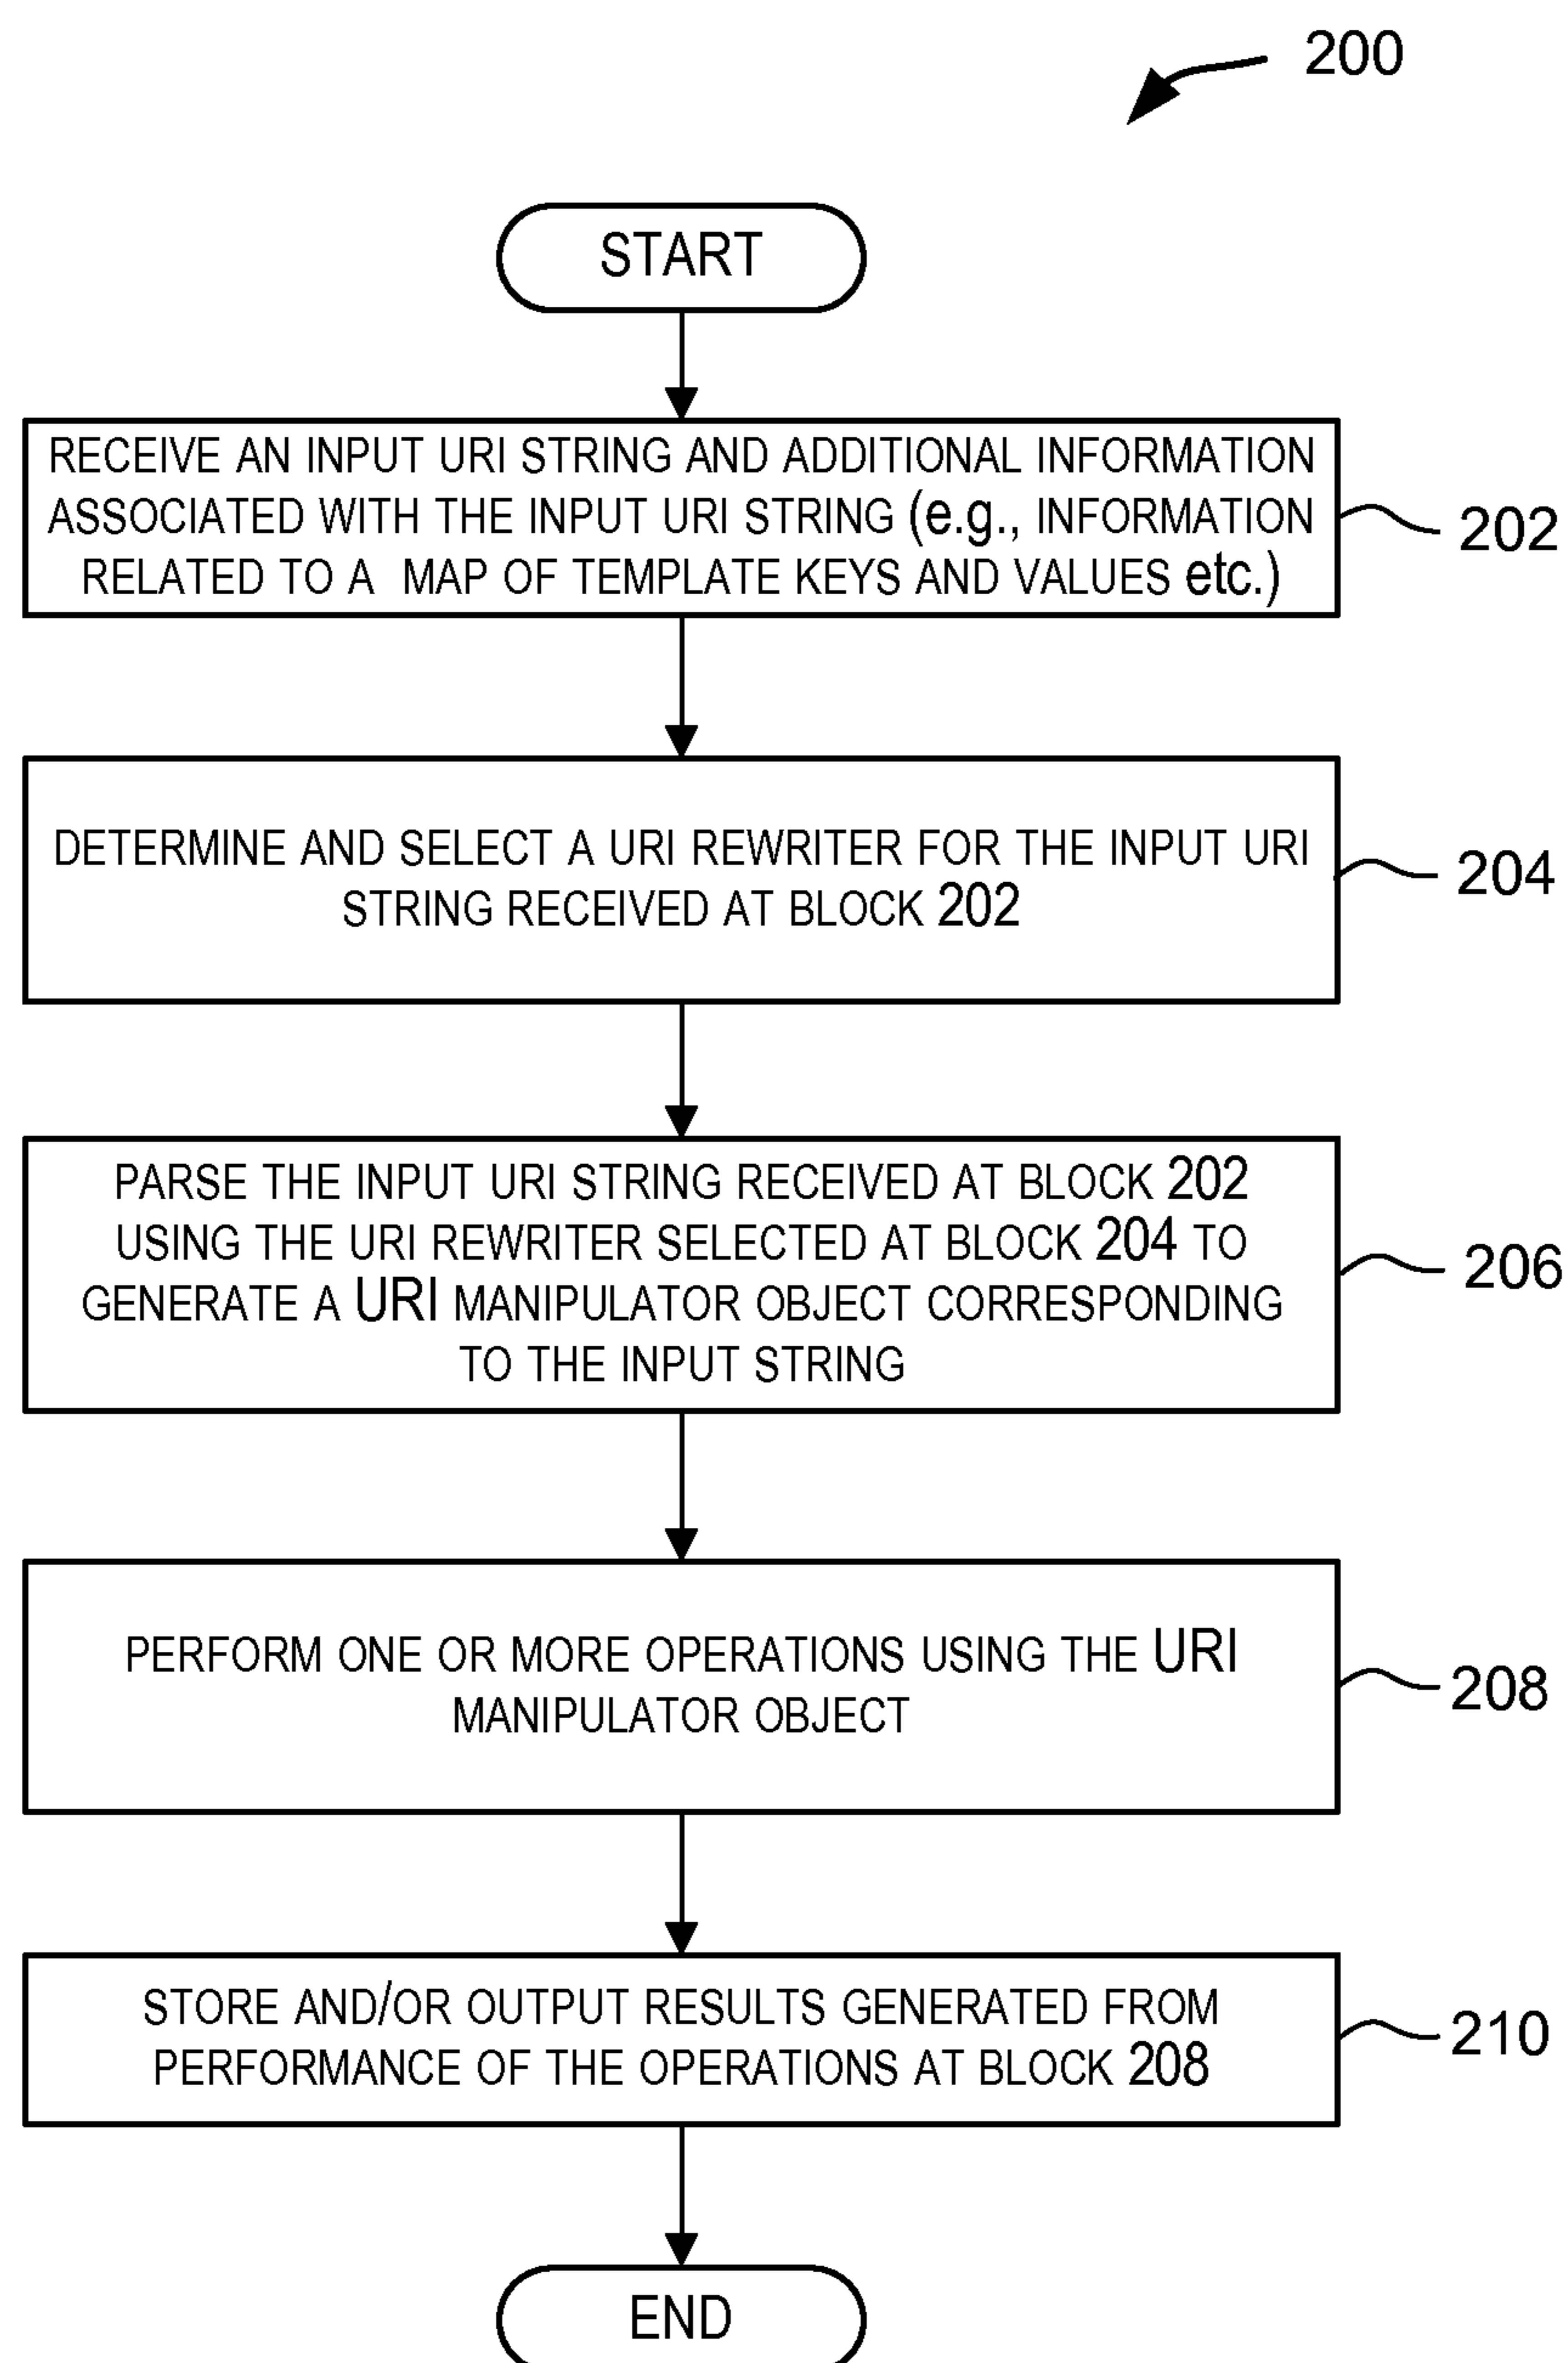 200
START
RECEIVE AN INPUT URI STRING AND ADDITIONAL INFORMATION
ASSOCIATED WITH THE INPUT URI STRING (e.g., INFORMATION
RELATED TO A MAP OF TEMPLATE KEYS AND VALUES etc.)
202
DETERMINE AND SELECT A URI REWRITER FOR THE INPUT URI
STRING RECEIVED AT BLOCK 202
204
PARSE THE INPUT URI STRING RECEIVED AT BLOCK 202
USING THE URI REWRITER SELECTED AT BLOCK 204 TO
GENERATE A URI MANIPULATOR OBJECT CORRESPONDING
TO THE INPUT STRING
206
PERFORM ONE OR MORE OPERATIONS USING THE URI
MANIPULATOR OBJECT
208
STORE AND/OR OUTPUT RESULTS GENERATED FROM
PERFORMANCE OF THE OPERATIONS AT BLOCK 208
210
END